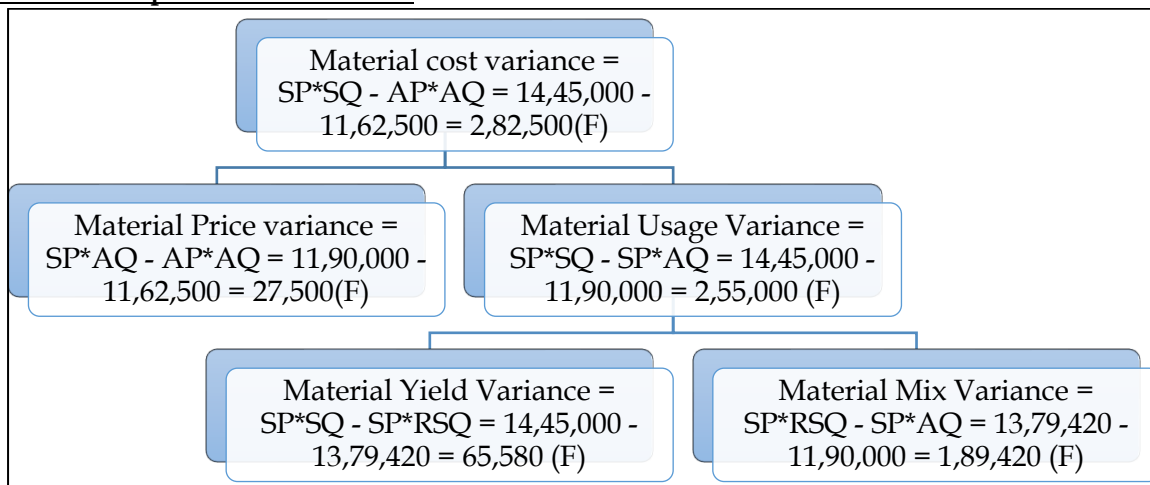 Material cost variance =
SP*SQ - AP*AQ = 14,45,000 -
11,62,500 = 2,82,500(F)
Material Price variance =
SP*AQ - AP*AQ = 11,90,000 -
11,62,500 = 27,500(F)
Material Usage Variance =
SP*SQ - SP*AQ = 14,45,000 -
11,90,000 = 2,55,000 (F)
Material Yield Variance =
SP*SQ - SP*RSQ = 14,45,000 -
13,79,420 = 65,580 (F)
Material Mix Variance =
SP*RSQ - SP*AQ = 13,79,420 -
11,90,000 = 1,89,420 (F)